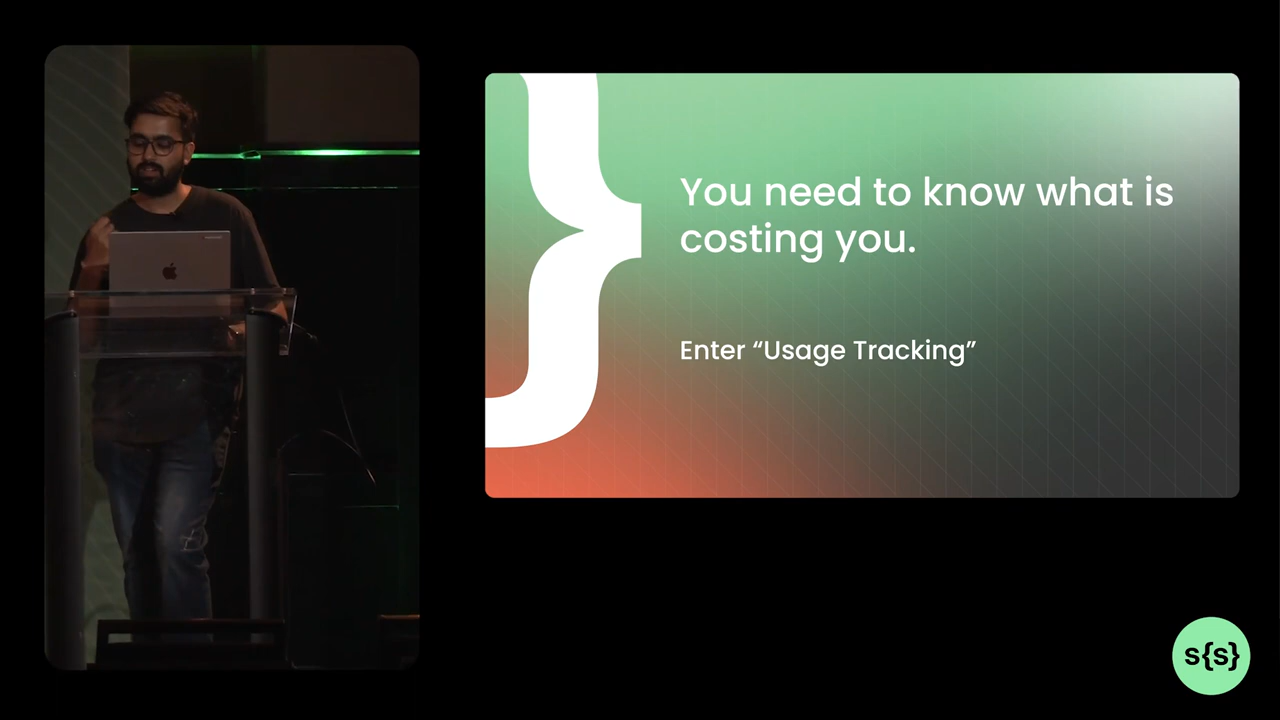 You need to know what is
costing you.
Enter “Usage Tracking”
s{s}